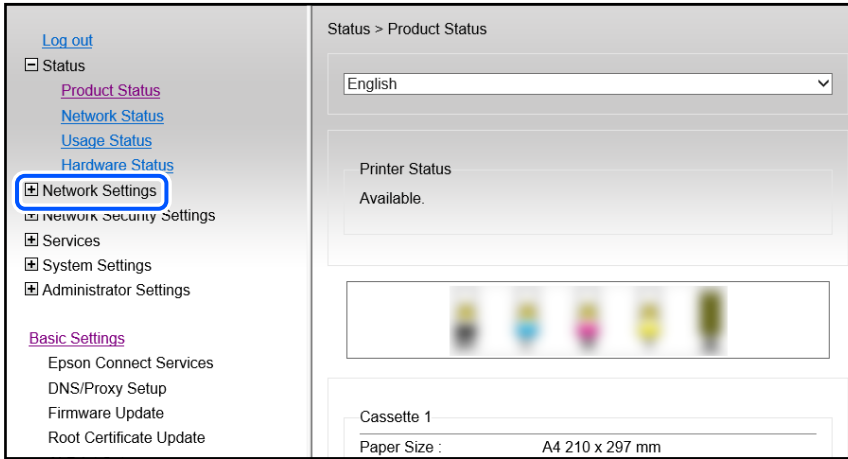 Log out
Status
Product Status
Network Status
Usage Status
Hardware Status
Network Settings
Network Security Settings
Services
System Settings
Administrator Settings
Basic Settings
Epson Connect Services
DNS/Proxy Setup
Firmware Update
Root Certificate Update
Status > Product Status
English
Printer Status
Available.
Cassette 1
Paper Size : A4 210 x 297 mm